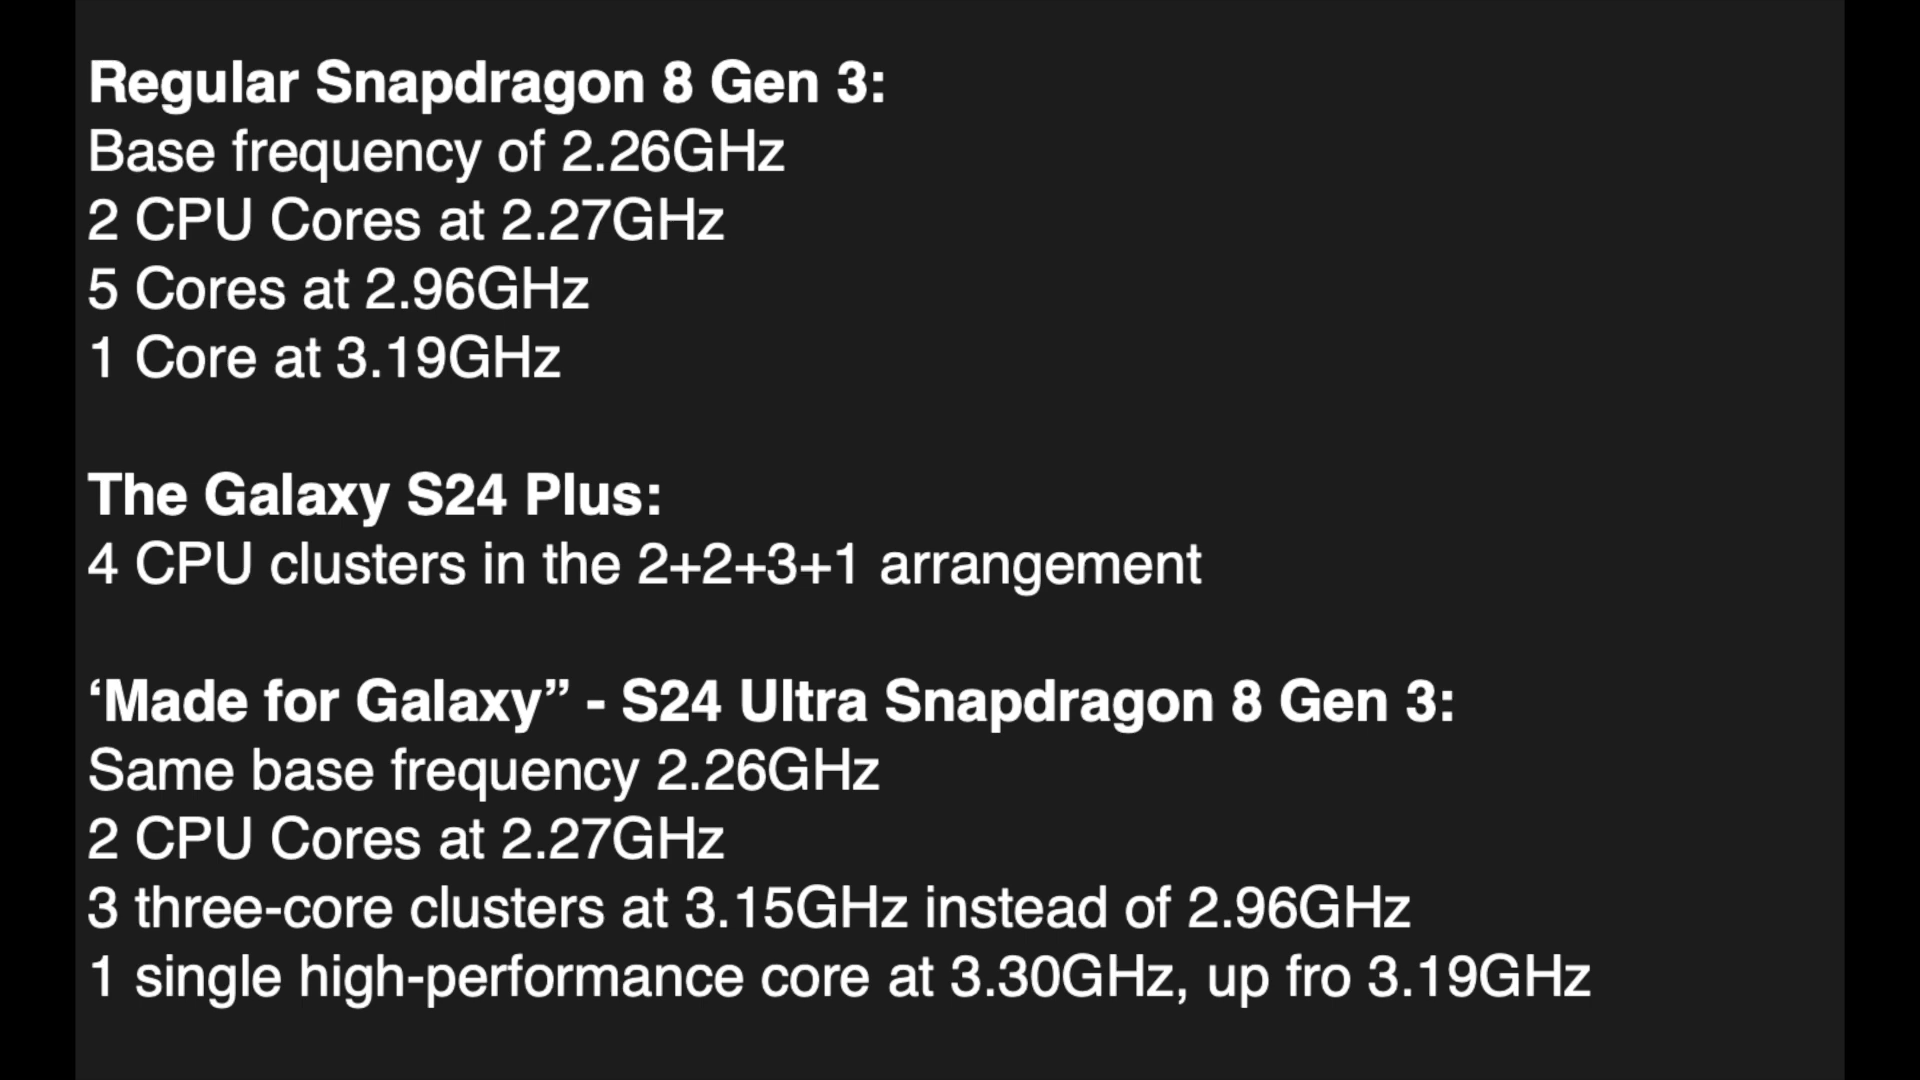 Regular Snapdragon 8 Gen 3:
Base frequency of 2.26GHz
2 CPU Cores at 2.27GHz
5 Cores at 2.96GHz
1 Core at 3.19GHz
The Galaxy S24 Plus:
4 CPU clusters in the 2+2+3+1 arrangement
‘Made for Galaxy” - S24 Ultra Snapdragon 8 Gen 3:
Same base frequency 2.26GHz
2 CPU Cores at 2.27GHz
3 three-core clusters at 3.15GHz instead of 2.96GHz
1 single high-performance core at 3.30GHz, up fro 3.19GHz